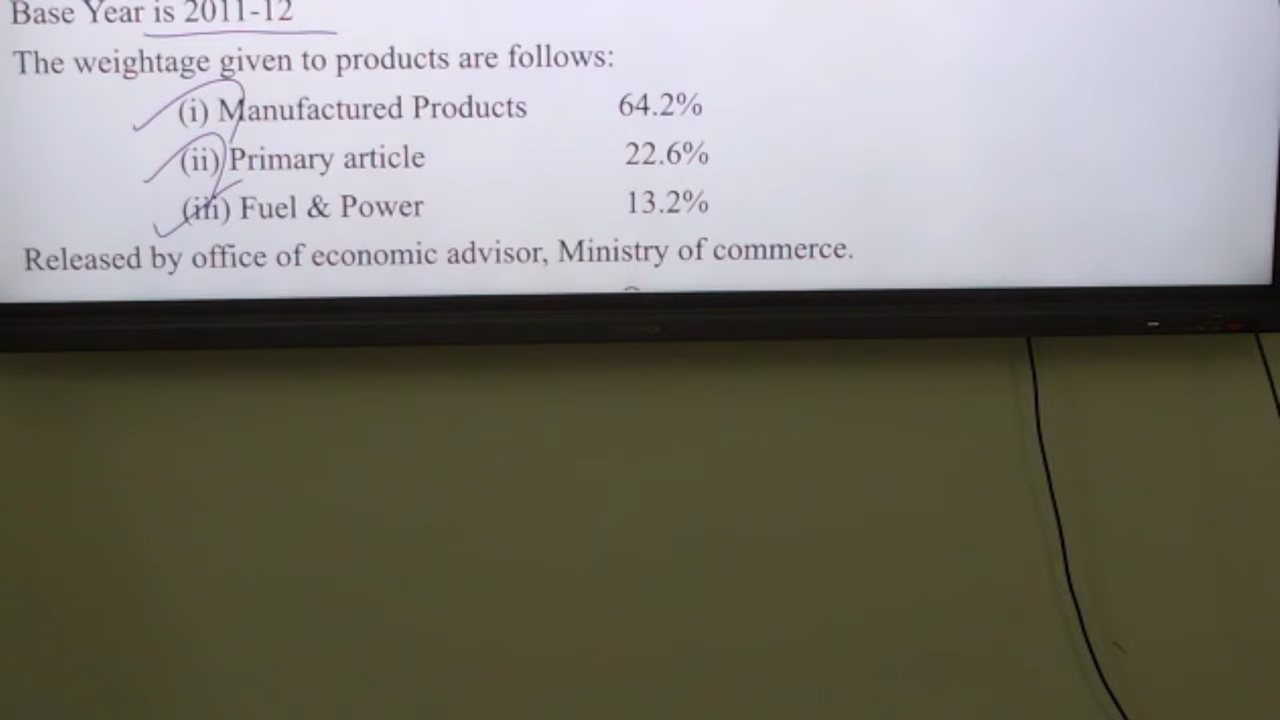 Base Year is 2011-12
The weightage given to products are follows:
(i) Manufactured Products 64.2%
(ii) Primary article 22.6%
(iii) Fuel & Power 13.2%
Released by office of economic advisor, Ministry of commerce.